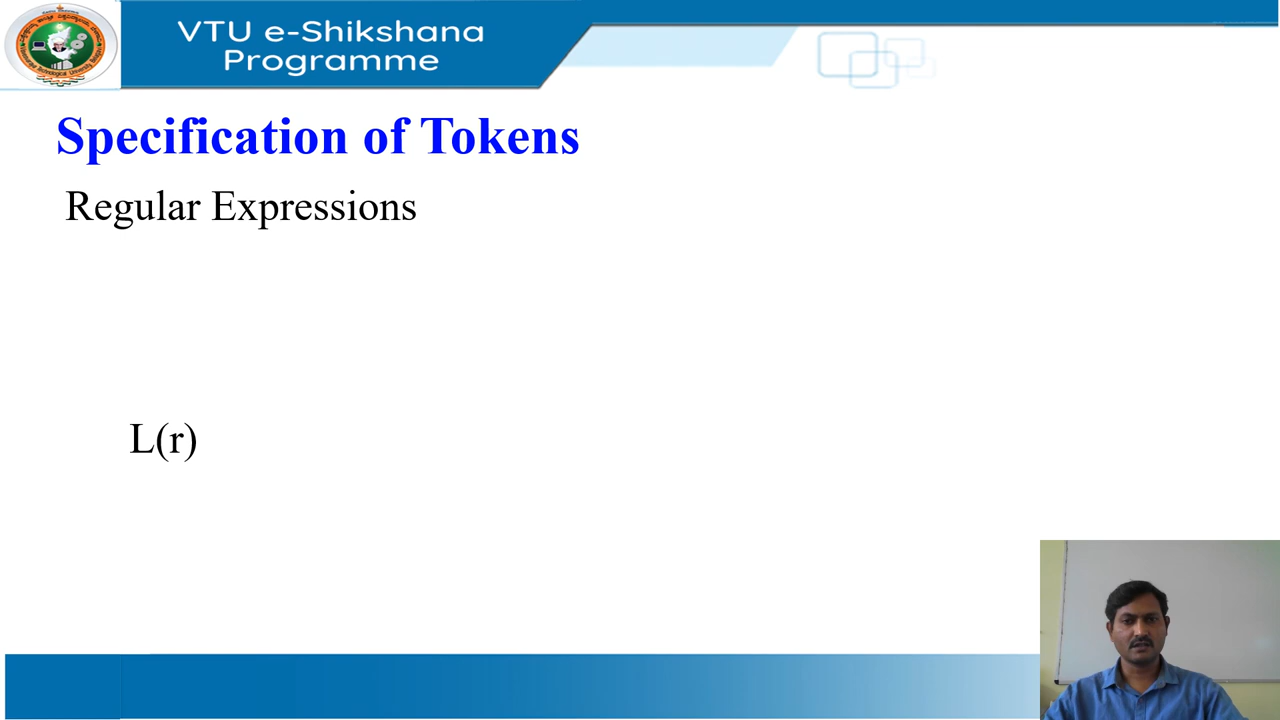 VTU e-Shikshana
Programme
Specification of Tokens
Regular Expressions
L(r)